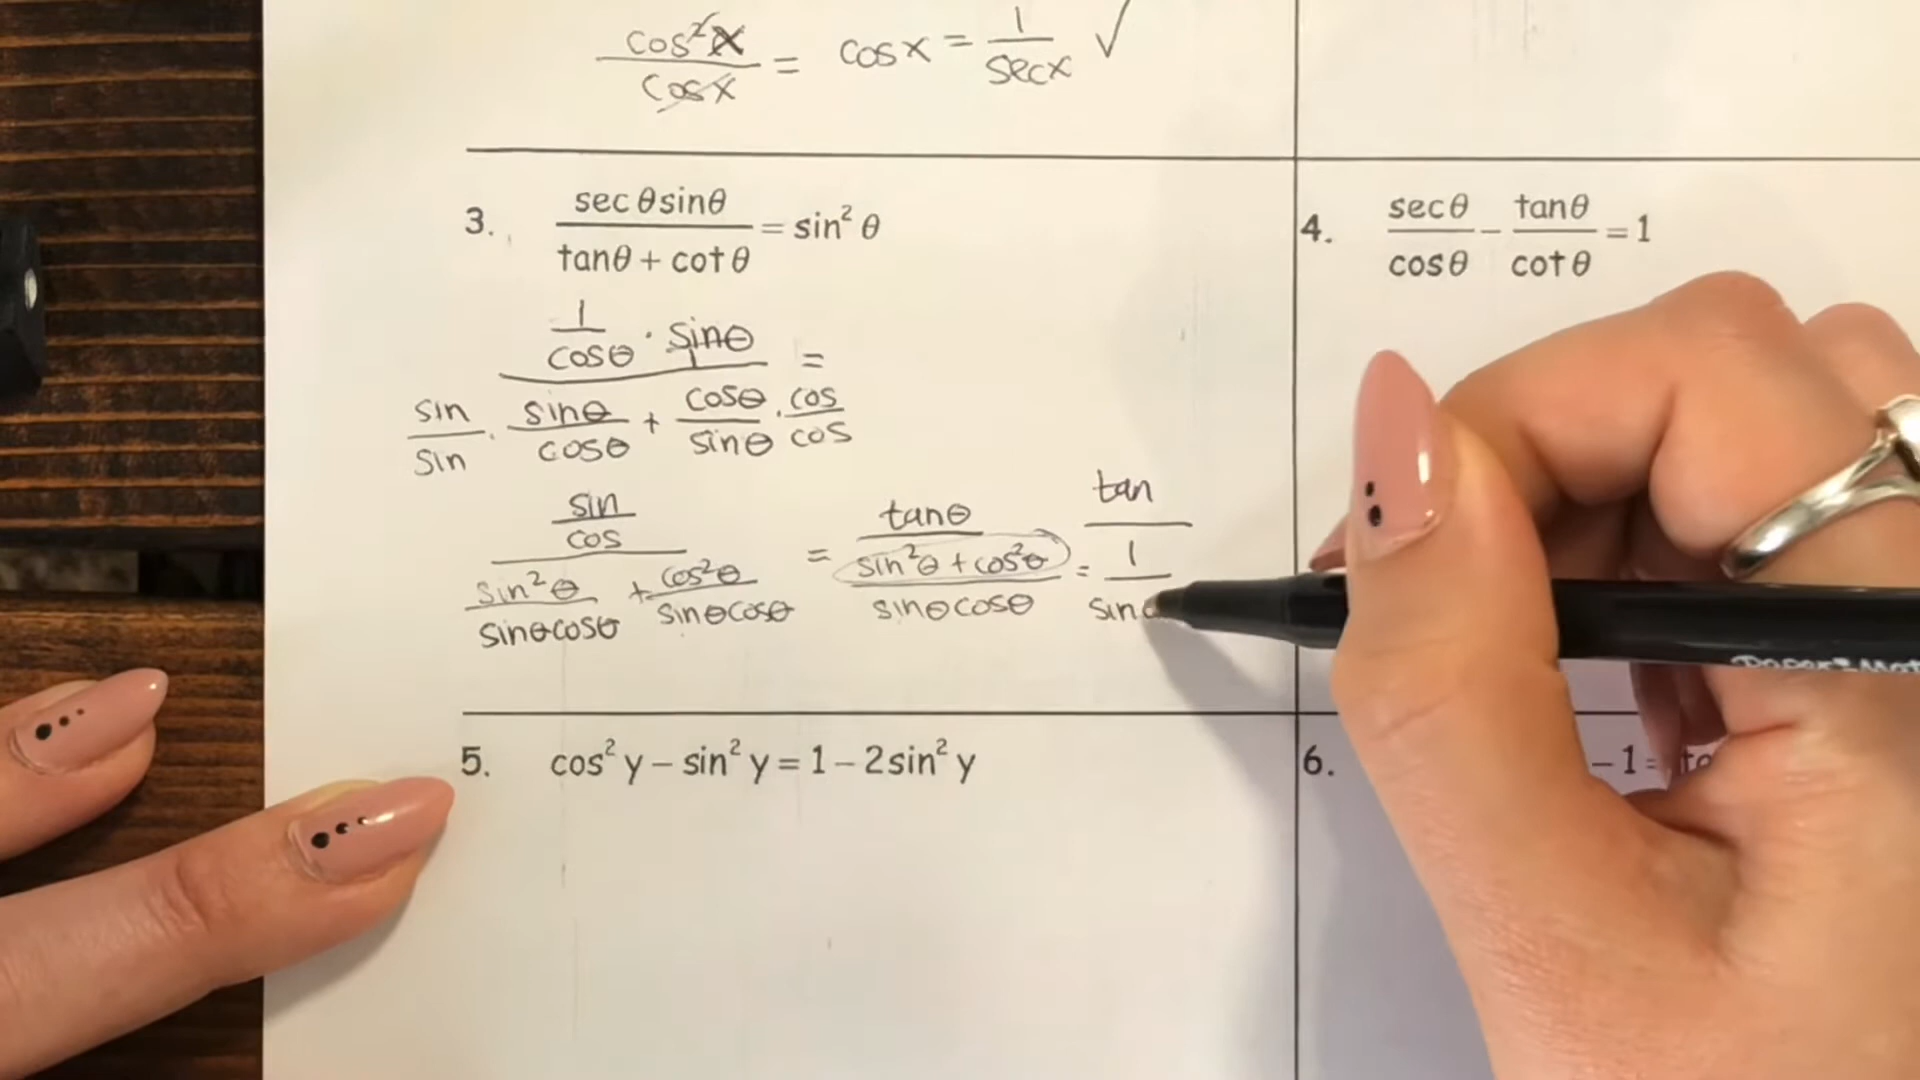 cos²x / cosx = cosx = 1/secx ✓
3. secθsinθ / tanθ + cotθ = sin²θ
1/cosθ · sinθ/1 =
sin/sin · sinθ/cosθ + cosθ/sinθ · cos/cos
sin/cos
sin²θ/sinθcosθ + cos²θ/sinθcosθ
= tanθ / (sin²θ + cos²θ / sinθcosθ) = tan / (1 / sin
4. secθ/cosθ − tanθ/cotθ = 1
5. cos²y − sin²y = 1 − 2sin²y
6. − 1 =